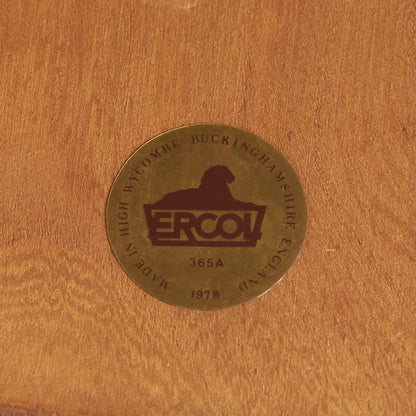 MADE IN HIGH WYCOMBE BUCKINGHAMSHIRE ENGLAND
ERCOL
365A
1978